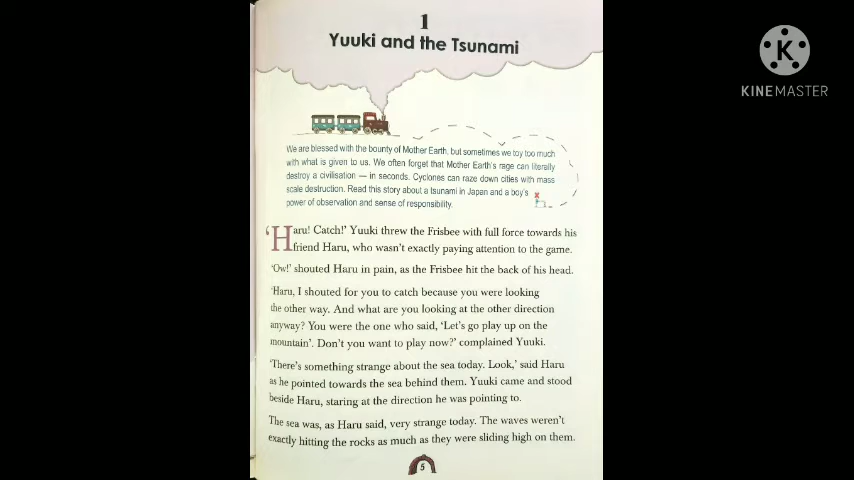 1
Yuuki and the Tsunami
KINEMASTER
We are blessed with the bounty of Mother Earth, but sometimes we toy too much
with what is given to us. We often forget that Mother Earth's rage can literally
destroy a civilisation — in seconds. Cyclones can raze down cities with mass
scale destruction. Read this story about a tsunami in Japan and a boy's
power of observation and sense of responsibility.
'Haru! Catch!' Yuuki threw the Frisbee with full force towards his
friend Haru, who wasn't exactly paying attention to the game.
'Ow!' shouted Haru in pain, as the Frisbee hit the back of his head.
'Haru, I shouted for you to catch because you were looking
the other way. And what are you looking at the other direction
anyway? You were the one who said, 'Let's go play up on the
mountain'. Don't you want to play now?' complained Yuuki.
'There's something strange about the sea today. Look,' said Haru
as he pointed towards the sea behind them. Yuuki came and stood
beside Haru, staring at the direction he was pointing to.
The sea was, as Haru said, very strange today. The waves weren't
exactly hitting the rocks as much as they were sliding high on them.
5